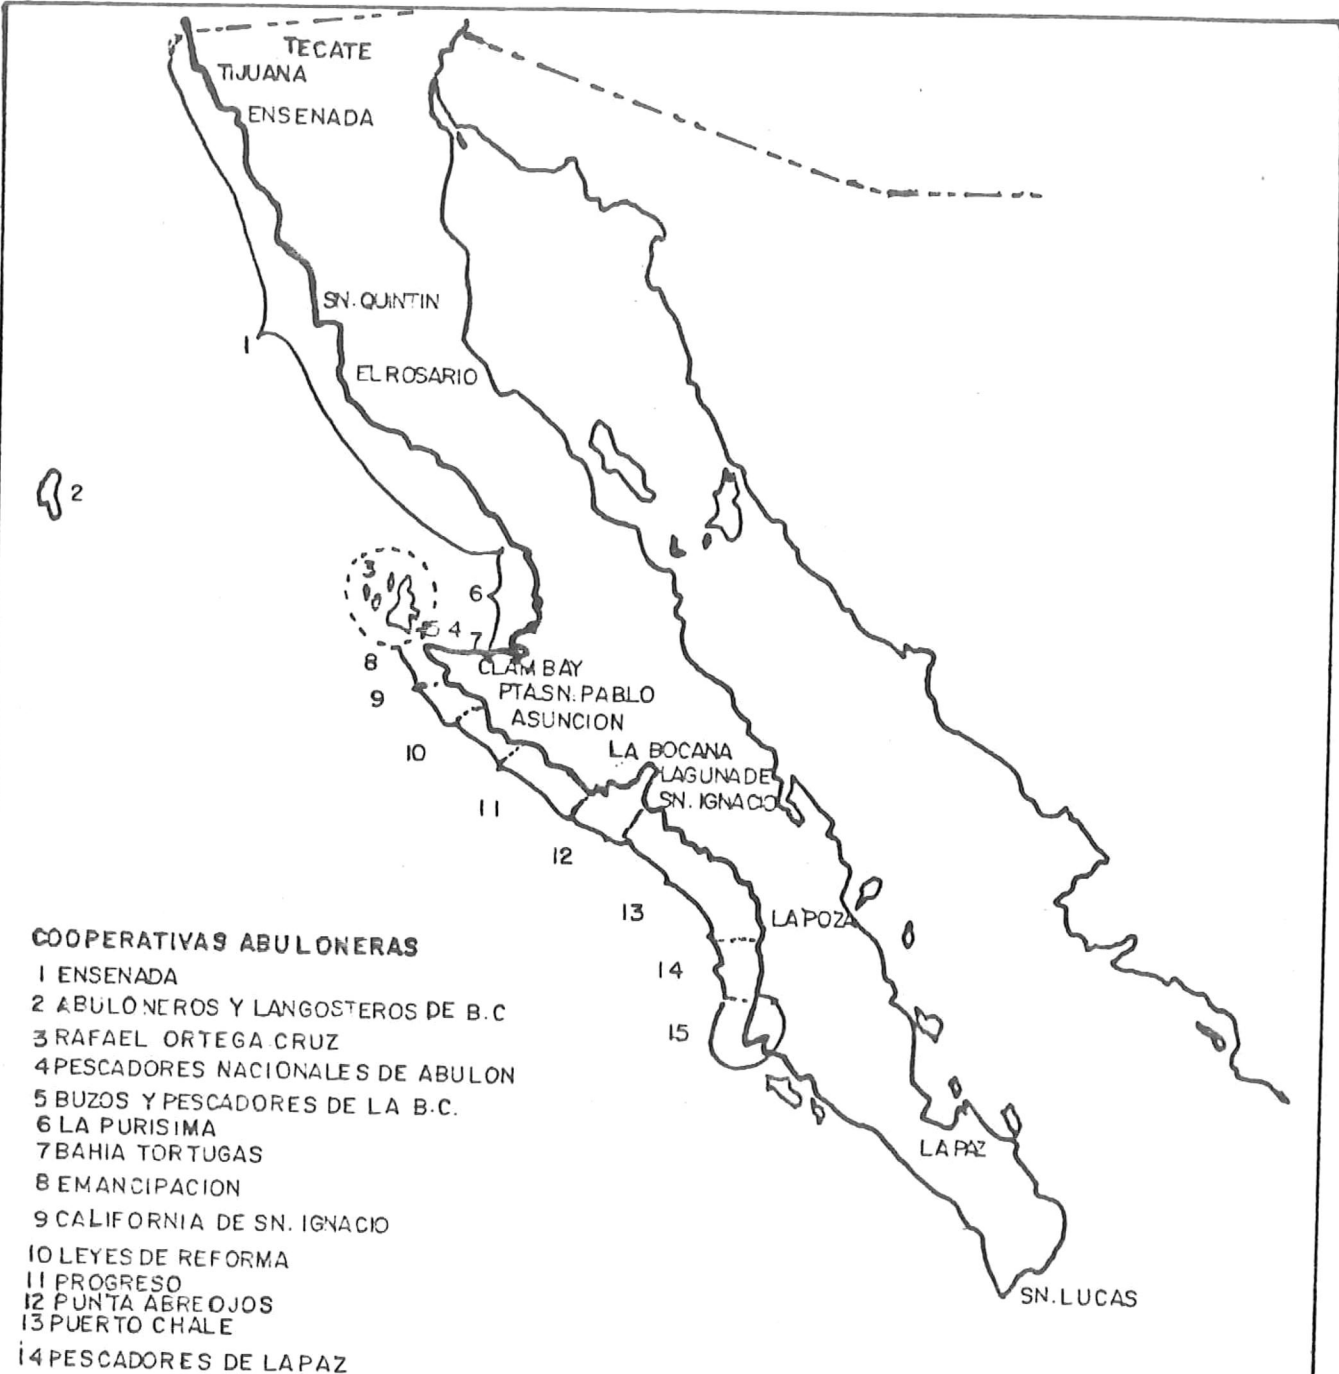 TECATE
TIJUANA
ENSENADA
SN. QUINTIN
1
EL ROSARIO
2
3
6
5 4
7
8
CLAM BAY
9
PTA.SN. PABLO
ASUNCION
10
LA BOCANA
LAGUNA DE
SN. IGNACIO
11
12
13
LA POZA
14
15
LA PAZ
SN. LUCAS
COOPERATIVAS ABULONERAS
1 ENSENADA
2 ABULONEROS Y LANGOSTEROS DE B.C
3 RAFAEL ORTEGA CRUZ
4 PESCADORES NACIONALES DE ABULON
5 BUZOS Y PESCADORES DE LA B.C.
6 LA PURISIMA
7 BAHIA TORTUGAS
8 EMANCIPACION
9 CALIFORNIA DE SN. IGNACIO
10 LEYES DE REFORMA
11 PROGRESO
12 PUNTA ABREOJOS
13 PUERTO CHALE
14 PESCADORES DE LA PAZ